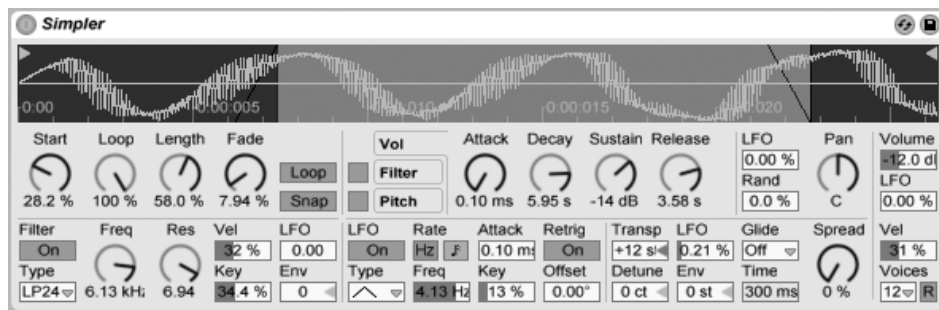 Simpler
0:00 0:00:005 :010 0:00:015 :020
Start Loop Length Fade Vol Attack Decay Sustain Release LFO Pan Volume
0.00 % -12.0 d
Loop Filter Rand LFO
28.2 % 100 % 58.0 % 7.94 % Snap Pitch 0.10 ms 5.95 s -14 dB 3.58 s 0.0 % C 0.00 %
Filter Freq Res Vel LFO LFO Rate Attack Retrig Transp LFO Glide Spread Vel
On 32 % 0.00 On Hz 0.10 m On +12 s 0.21 % Off 31 %
Type Key Env Type Freq Key Offset Detune Env Time Voices
LP24 6.13 kHz 6.94 34.4 % 0 4.13 Hz 13 % 0.00° 0 ct 0 st 300 ms 0 % 12 R